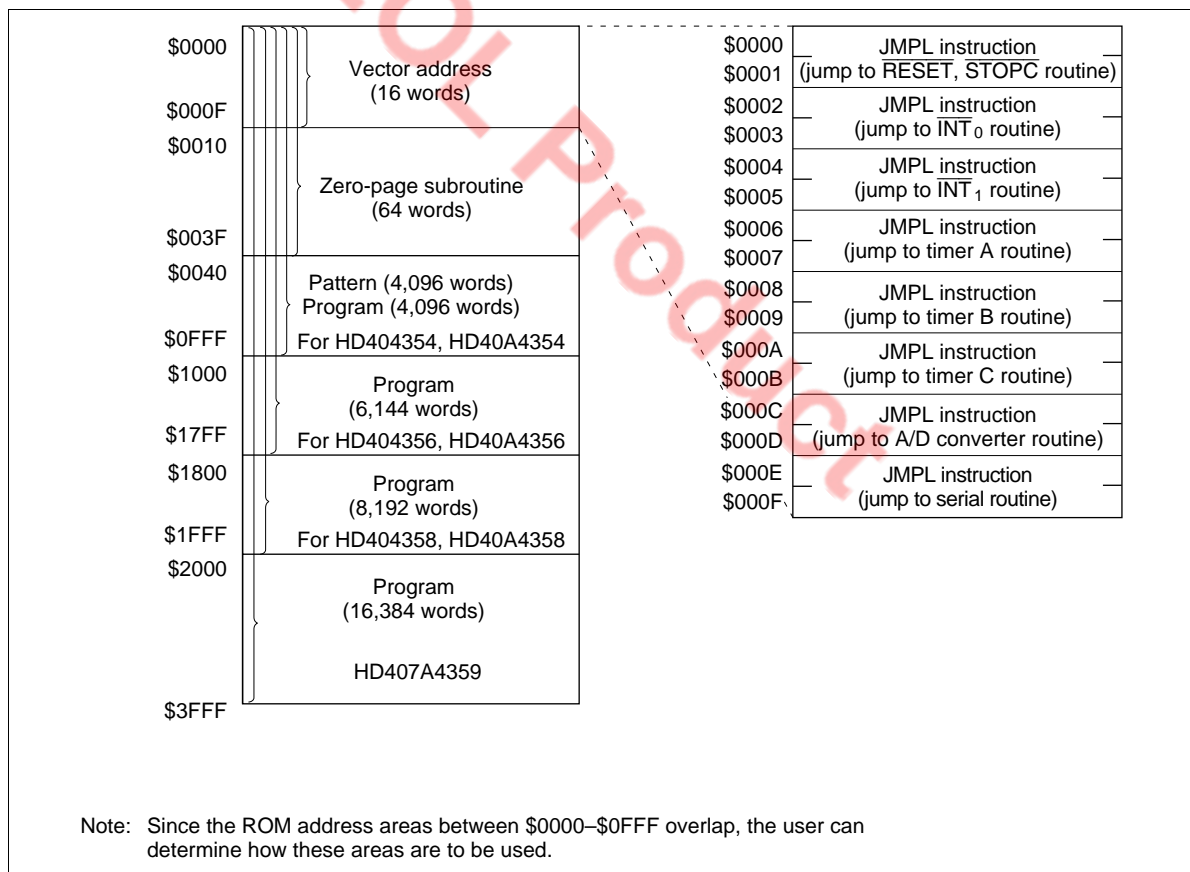 OL Product
$0000
$000F
$0010
$003F
$0040
$0FFF
$1000
$17FF
$1800
$1FFF
$2000
$3FFF
Vector address
(16 words)
Zero-page subroutine
(64 words)
Pattern (4,096 words)
Program (4,096 words)
For HD404354, HD40A4354
Program
(6,144 words)
For HD404356, HD40A4356
Program
(8,192 words)
For HD404358, HD40A4358
Program
(16,384 words)
HD407A4359
$0000
$0001
JMPL instruction
(jump to RESET, STOPC routine)
$0002
$0003
JMPL instruction
(jump to INT0 routine)
$0004
$0005
JMPL instruction
(jump to INT1 routine)
$0006
$0007
JMPL instruction
(jump to timer A routine)
$0008
$0009
JMPL instruction
(jump to timer B routine)
$000A
$000B
JMPL instruction
(jump to timer C routine)
$000C
$000D
JMPL instruction
(jump to A/D converter routine)
$000E
$000F
JMPL instruction
(jump to serial routine)
Note: Since the ROM address areas between $0000–$0FFF overlap, the user can
determine how these areas are to be used.